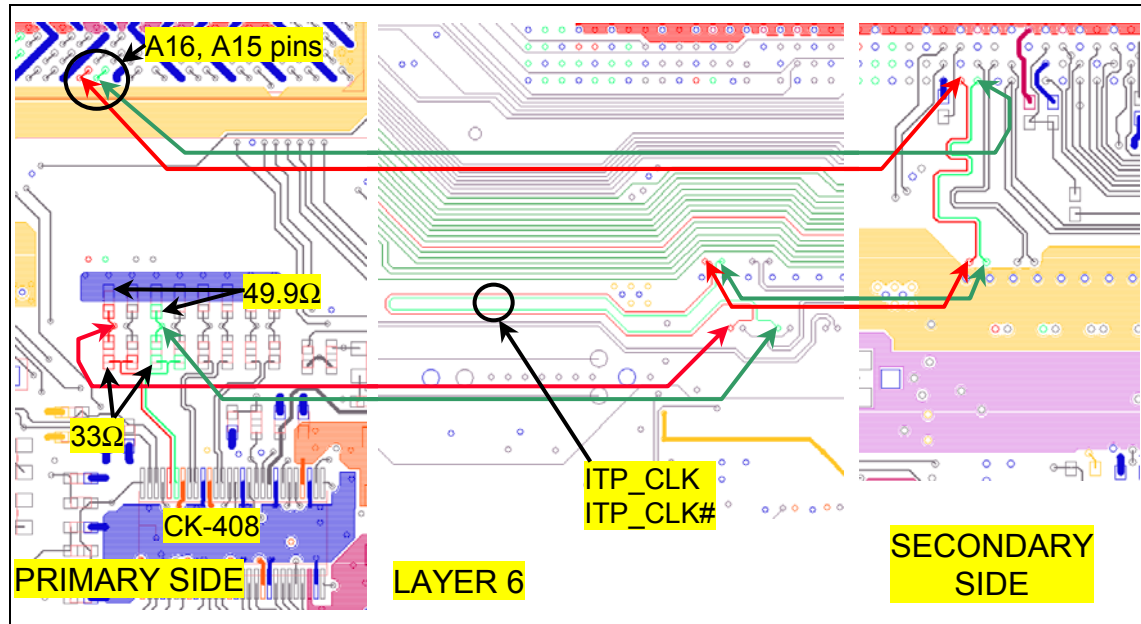 A16, A15 pins
49.9Ω
33Ω
CK-408
PRIMARY SIDE
ITP_CLK
ITP_CLK#
LAYER 6
SECONDARY
SIDE